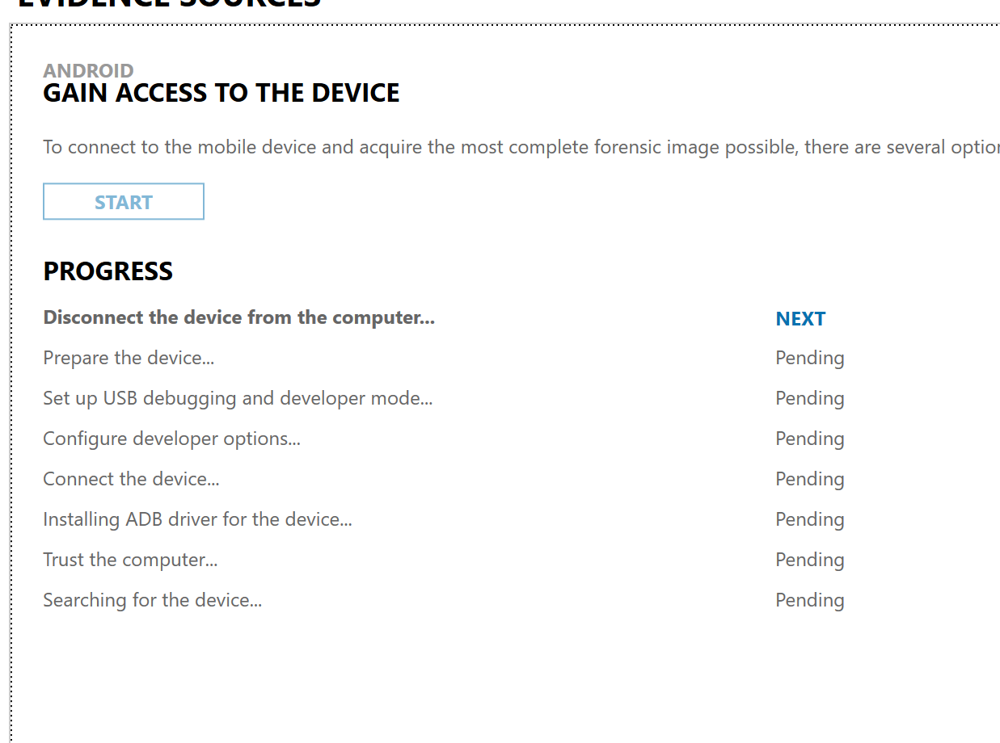 EVIDENCE SOURCES
ANDROID
GAIN ACCESS TO THE DEVICE
To connect to the mobile device and acquire the most complete forensic image possible, there are several
START
PROGRESS
Disconnect the device from the computer... NEXT
Prepare the device... Pending
Set up USB debugging and developer mode... Pending
Configure developer options... Pending
Connect the device... Pending
Installing ADB driver for the device... Pending
Trust the computer... Pending
Searching for the device... Pending